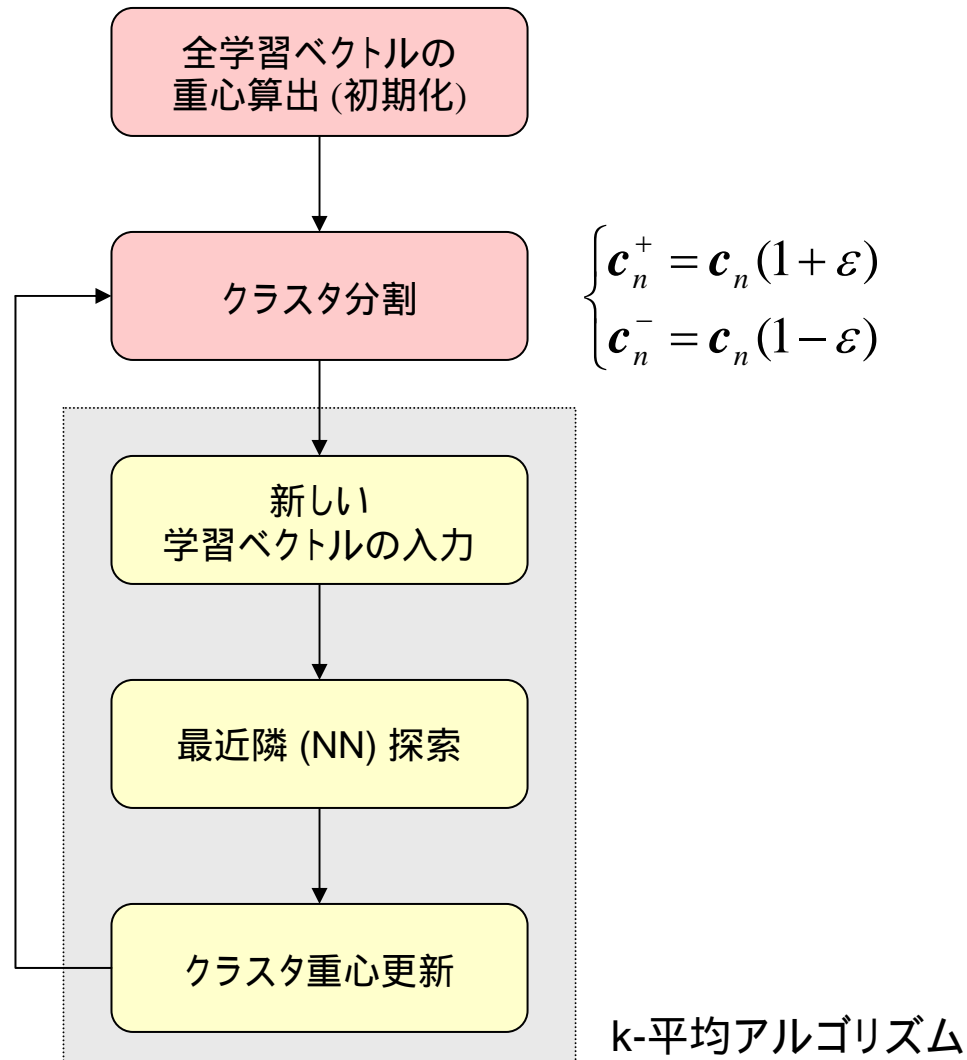 全学習ベクトルの
重心算出 (初期化)
クラスタ分割
c_n^+ = c_n(1+ε)
c_n^- = c_n(1−ε)
新しい
学習ベクトルの入力
最近隣 (NN) 探索
クラスタ重心更新
k-平均アルゴリズム